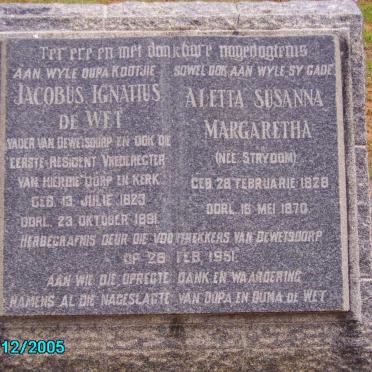 Ter ere en met dankbare nagedagtenis
AAN WYLE OUPA KOOTJIE
JACOBUS IGNATIUS
DE WET
VADER VAN DEWETSDORP EN OOK DIE
EERSTE RESIDENT VREDERECTER
VAN HIERDIE DORP EN KERK
GEB. 13 JULIE 1823
OORL. 23 OKTOBER 1891.
SOWEL OOK AAN WYLE SY GADE
ALETTA SUSANNA
MARGARETHA
(NEE STRYDOM)
GEB. 28 FEBRUARIE 1828
OORL. 16 MEI 1870.
HERBEGRAFNIS DEUR DIE VOORTREKKERS VAN DEWETSDORP
OP 26 FEB. 1951.
AAN WIE DIE OPREGTE DANK EN WAARDERING
NAMENS AL DIE NAGESLAGTE VAN OUPA EN OUMA DE WET
12/2005